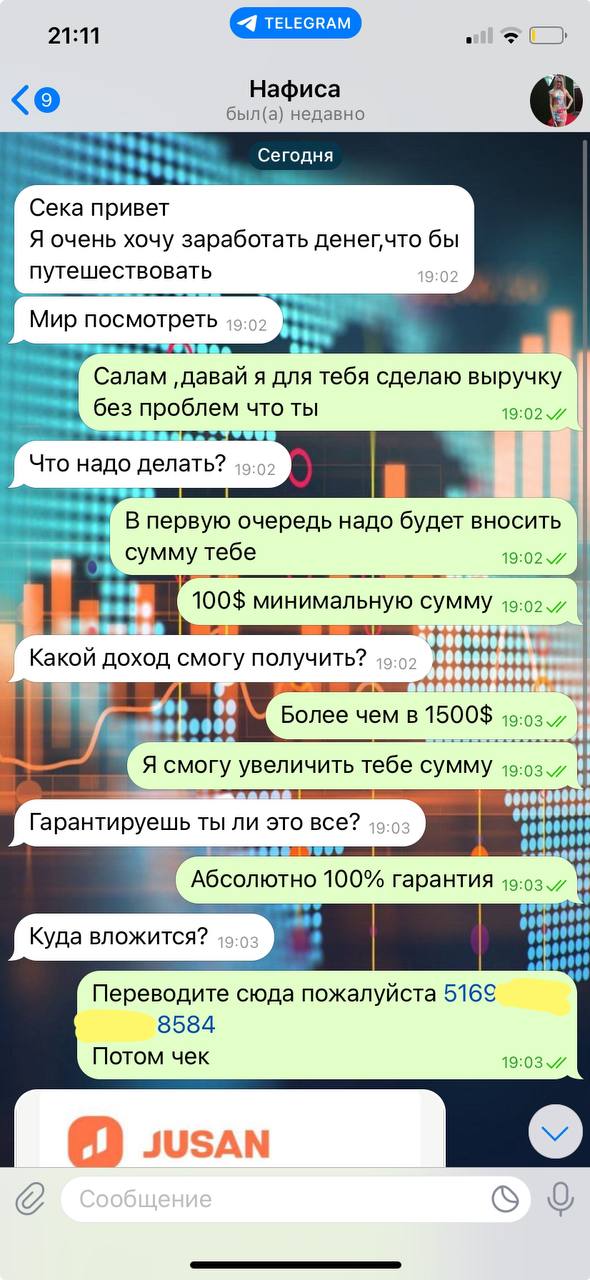 21:11
TELEGRAM
9
Нафиса
был(а) недавно
Сегодня
Сека привет
Я очень хочу заработать денег,что бы
путешествовать 19:02
Мир посмотреть 19:02
Салам ,давай я для тебя сделаю выручку
без проблем что ты 19:02
Что надо делать? 19:02
В первую очередь надо будет вносить
сумму тебе 19:02
100$ минимальную сумму 19:02
Какой доход смогу получить? 19:02
Более чем в 1500$ 19:03
Я смогу увеличить тебе сумму 19:03
Гарантируешь ты ли это все? 19:03
Абсолютно 100% гарантия 19:03
Куда вложится? 19:03
Переводите сюда пожалуйста 5169
8584
Потом чек 19:03
JUSAN
Сообщение